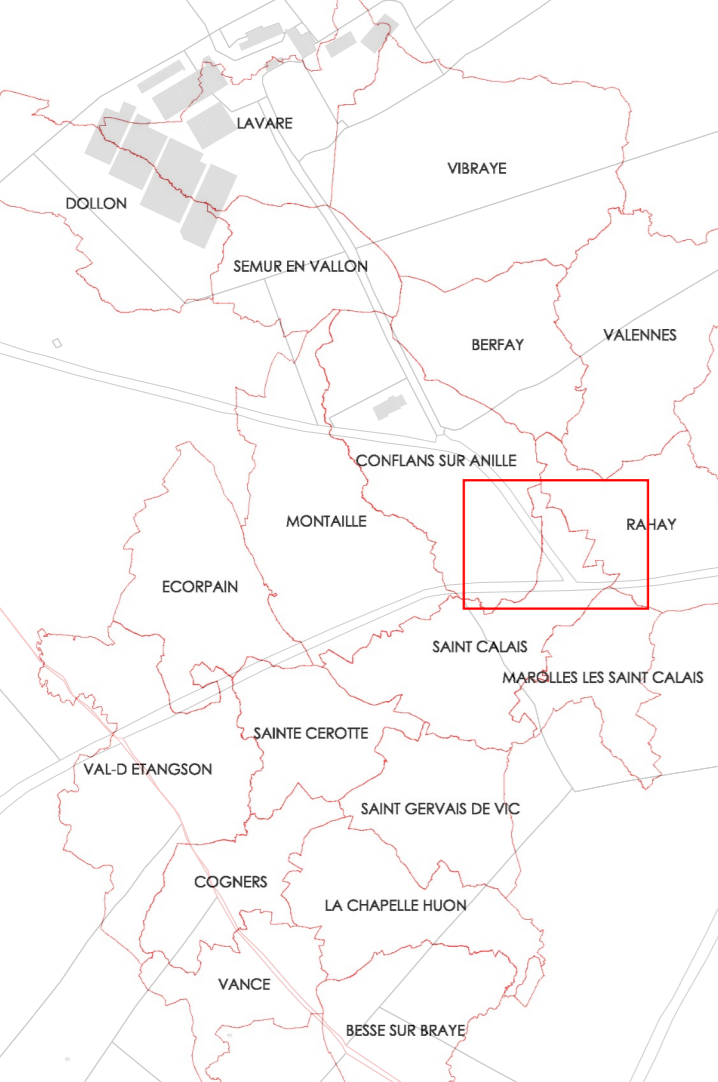 LAVARE
VIBRAYE
DOLLON
SEMUR EN VALLON
VALENNES
BERFAY
CONFLANS SUR ANILLE
MONTAILLE
RAHAY
ECORPAIN
SAINT CALAIS
MAROLLES LES SAINT CALAIS
SAINTE CEROTTE
VAL-D ETANGSON
SAINT GERVAIS DE VIC
COGNERS
LA CHAPELLE HUON
VANCE
BESSE SUR BRAYE